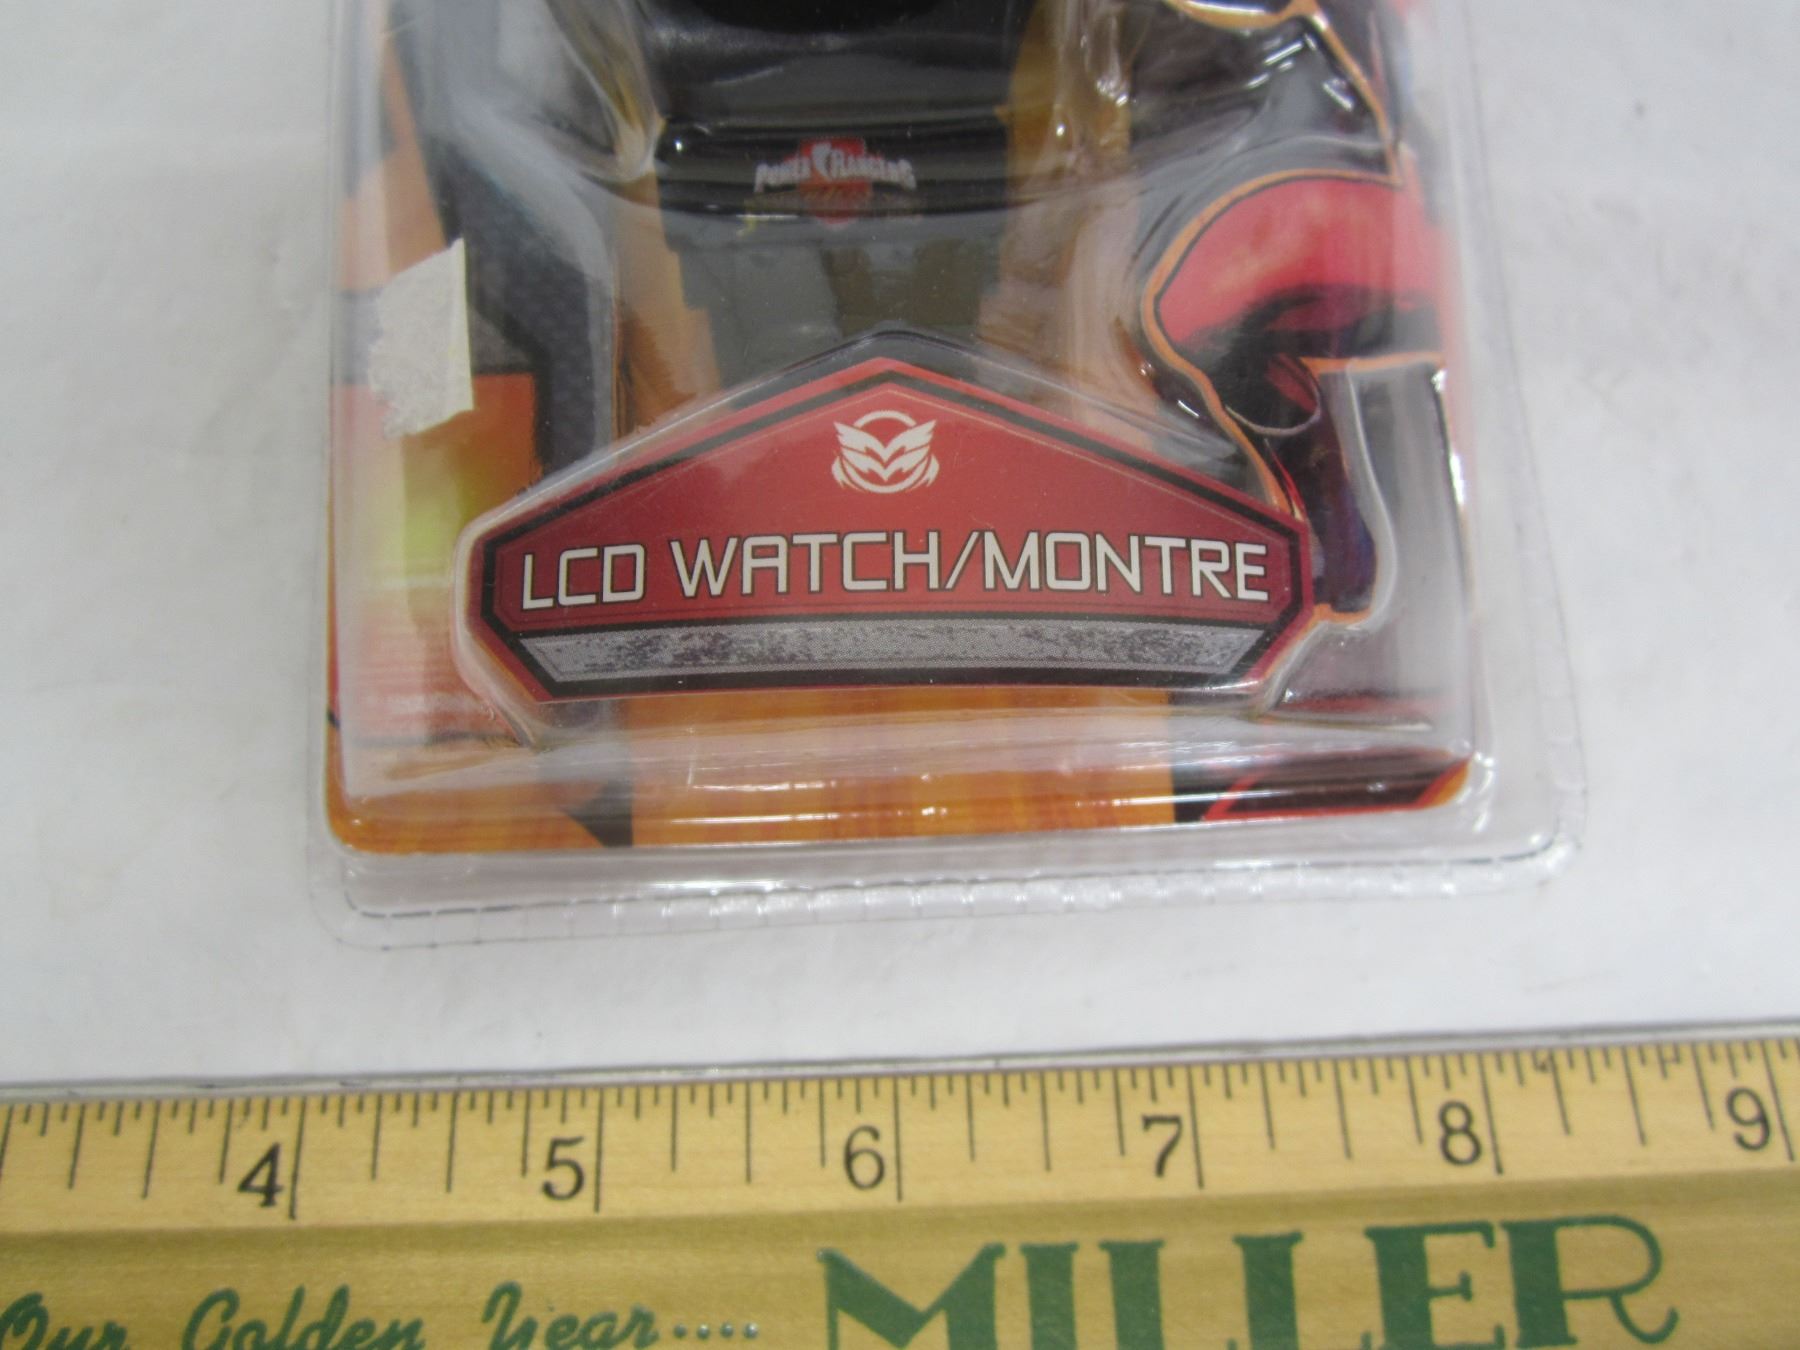 POWER RANGERS
LCD WATCH/MONTRE
4 5 6 7 8 9
Our Golden Year.... MILLER